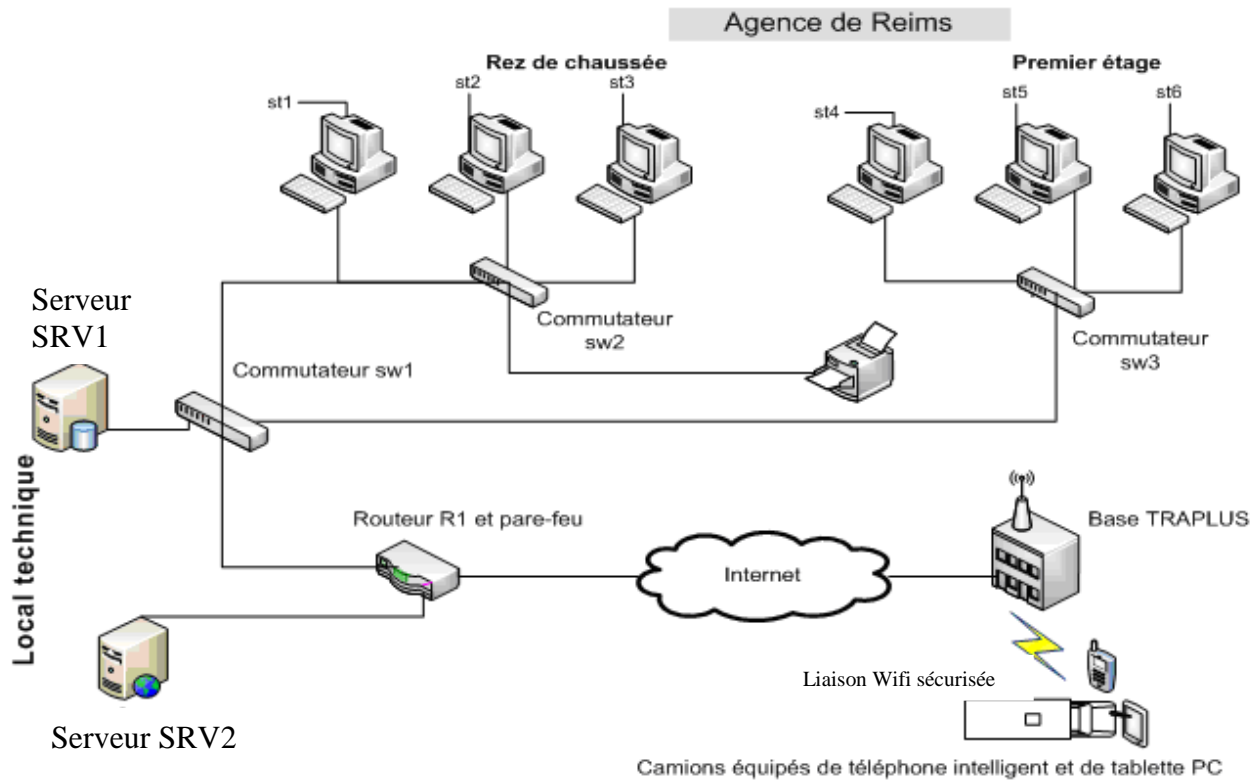 Agence de Reims
Rez de chaussée
Premier étage
st1
st2
st3
st4
st5
st6
Serveur
SRV1
Commutateur sw1
Commutateur
sw2
Commutateur
sw3
Local technique
Routeur R1 et pare-feu
Internet
Base TRAPLUS
Liaison Wifi sécurisée
Serveur SRV2
Camions équipés de téléphone intelligent et de tablette PC